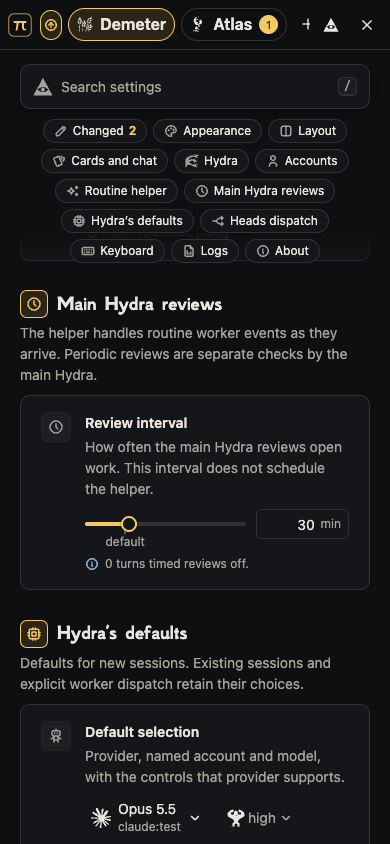 π Demeter Atlas 1
Search settings /
Changed 2 Appearance Layout
Cards and chat Hydra Accounts
Routine helper Main Hydra reviews
Hydra's defaults Heads dispatch
Keyboard Logs About
Main Hydra reviews
The helper handles routine worker events as they
arrive. Periodic reviews are separate checks by the
main Hydra.
Review interval
How often the main Hydra reviews open
work. This interval does not schedule
the helper.
30 min
default
0 turns timed reviews off.
Hydra's defaults
Defaults for new sessions. Existing sessions and
explicit worker dispatch retain their choices.
Default selection
Provider, named account and model,
with the controls that provider supports.
Opus 5.5 high
claude:test